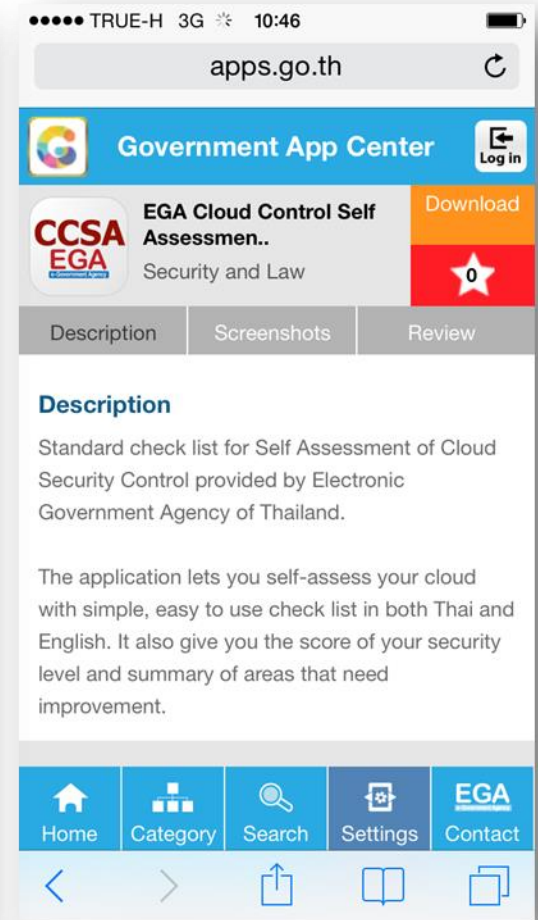 TRUE-H 3G 10:46
apps.go.th
Government App Center
Log in
CCSA
EGA
EGA Cloud Control Self
Assessmen..
Security and Law
Download
0
Description Screenshots Review
Description
Standard check list for Self Assessment of Cloud
Security Control provided by Electronic
Government Agency of Thailand.
The application lets you self-assess your cloud
with simple, easy to use check list in both Thai and
English. It also give you the score of your security
level and summary of areas that need
improvement.
Home Category Search Settings EGA
Contact